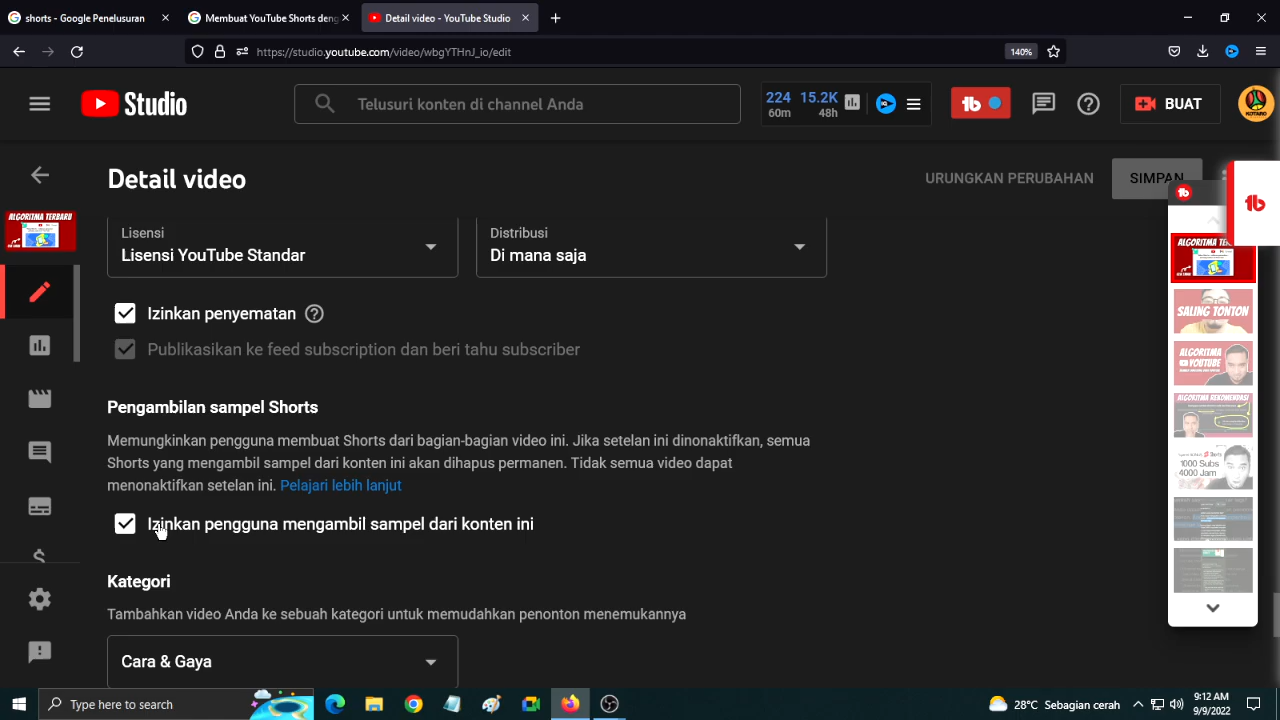 shorts - Google Penelusuran
Membuat YouTube Shorts deng
Detail video - YouTube Studio
https://studio.youtube.com/video/wbgYTHnJ_io/edit
140%
Studio
Telusuri konten di channel Anda
224 15.2K
60m 48h
BUAT
KOTARO
Detail video
URUNGKAN PERUBAHAN
SIMPAN
ALGORITMA TERBARU
Lisensi
Lisensi YouTube Standar
Distribusi
saja
Izinkan penyematan
Publikasikan ke feed subscription dan beri
Pengambilan sampel Shorts
Memungkinkan pengguna membuat Shorts dari bagian-bagian video ini. Jika setelan ini dinonaktifkan, semua
Shorts yang mengambil sampel dari konten ini akan Tidak semua video dapat
menonaktifkan setelan ini. Pelajari lebih lanjut
Izinkan pengguna mengambil sampel dari konten ini
Kategori
Tambahkan video Anda ke sebuah kategori untuk memudahkan penonton menemukannya
Cara & Gaya
SALING TONTON
ALGORITMA
YOUTUBE
ALGORITMA REKOMENDASI
1000 Subs
4000 Jam
Type here to search
28°C Sebagian cerah
9:12 AM
9/9/2022